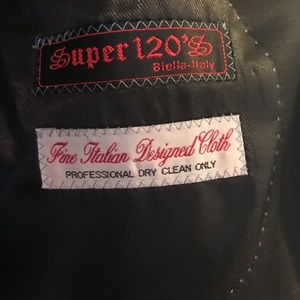 Super 120'S
Biella-Italy
Fine Italian Designed Cloth
PROFESSIONAL DRY CLEAN ONLY